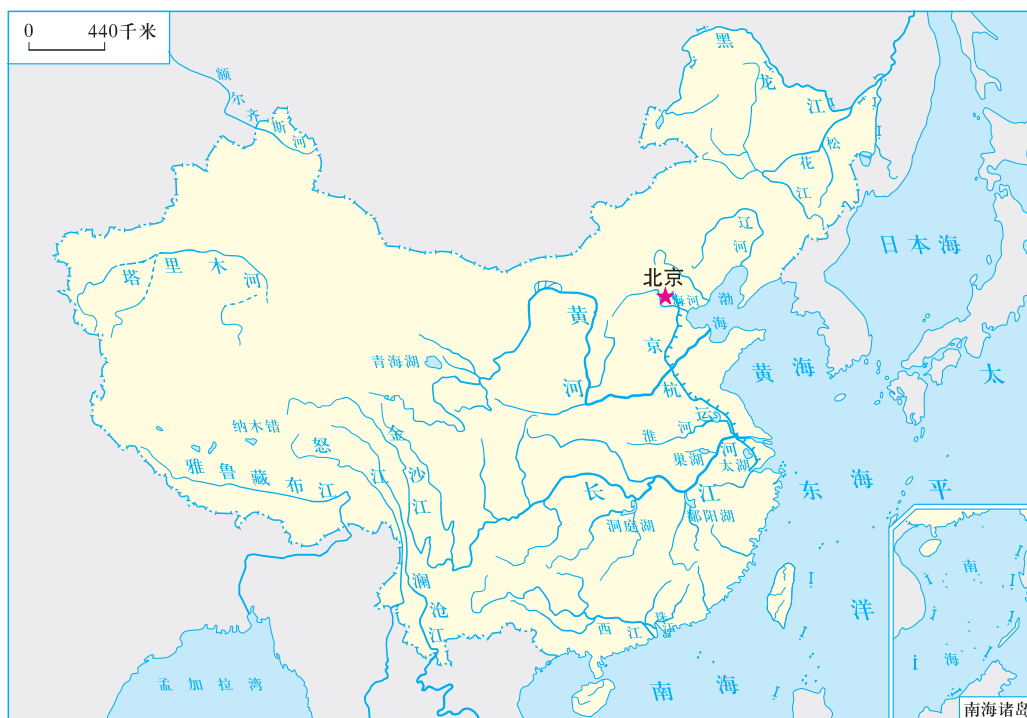 0 440千米
额尔齐斯河
黑龙江
松花江
辽河
日本海
塔里木河
北京
海河
渤海
黄河
京杭运河
青海湖
黄海
太平洋
纳木错
怒江
金沙江
淮河
巢湖
太湖
雅鲁藏布江
长江
东海
洞庭湖
鄱阳湖
澜沧江
珠江
西江
孟加拉湾
南海
南海
南海诸岛